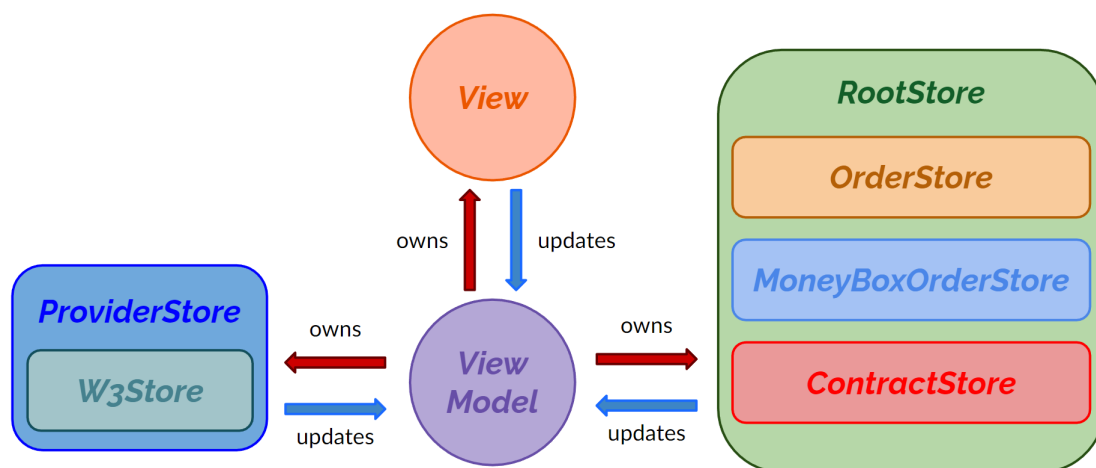 View
RootStore
OrderStore
owns
updates
MoneyBoxOrderStore
ProviderStore
owns
owns
View
Model
W3Store
ContractStore
updates
updates